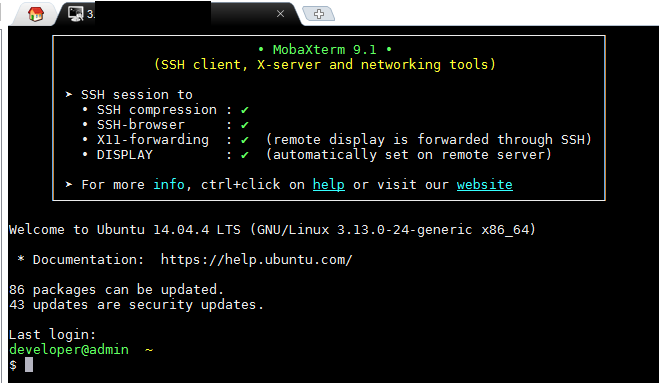 3.
• MobaXterm 9.1 •
(SSH client, X-server and networking tools)
➤ SSH session to
• SSH compression : ✔
• SSH-browser : ✔
• X11-forwarding : ✔ (remote display is forwarded through SSH)
• DISPLAY : ✔ (automatically set on remote server)
➤ For more info, ctrl+click on help or visit our website
Welcome to Ubuntu 14.04.4 LTS (GNU/Linux 3.13.0-24-generic x86_64)
* Documentation: https://help.ubuntu.com/
86 packages can be updated.
43 updates are security updates.
Last login:
developer@admin ~
$